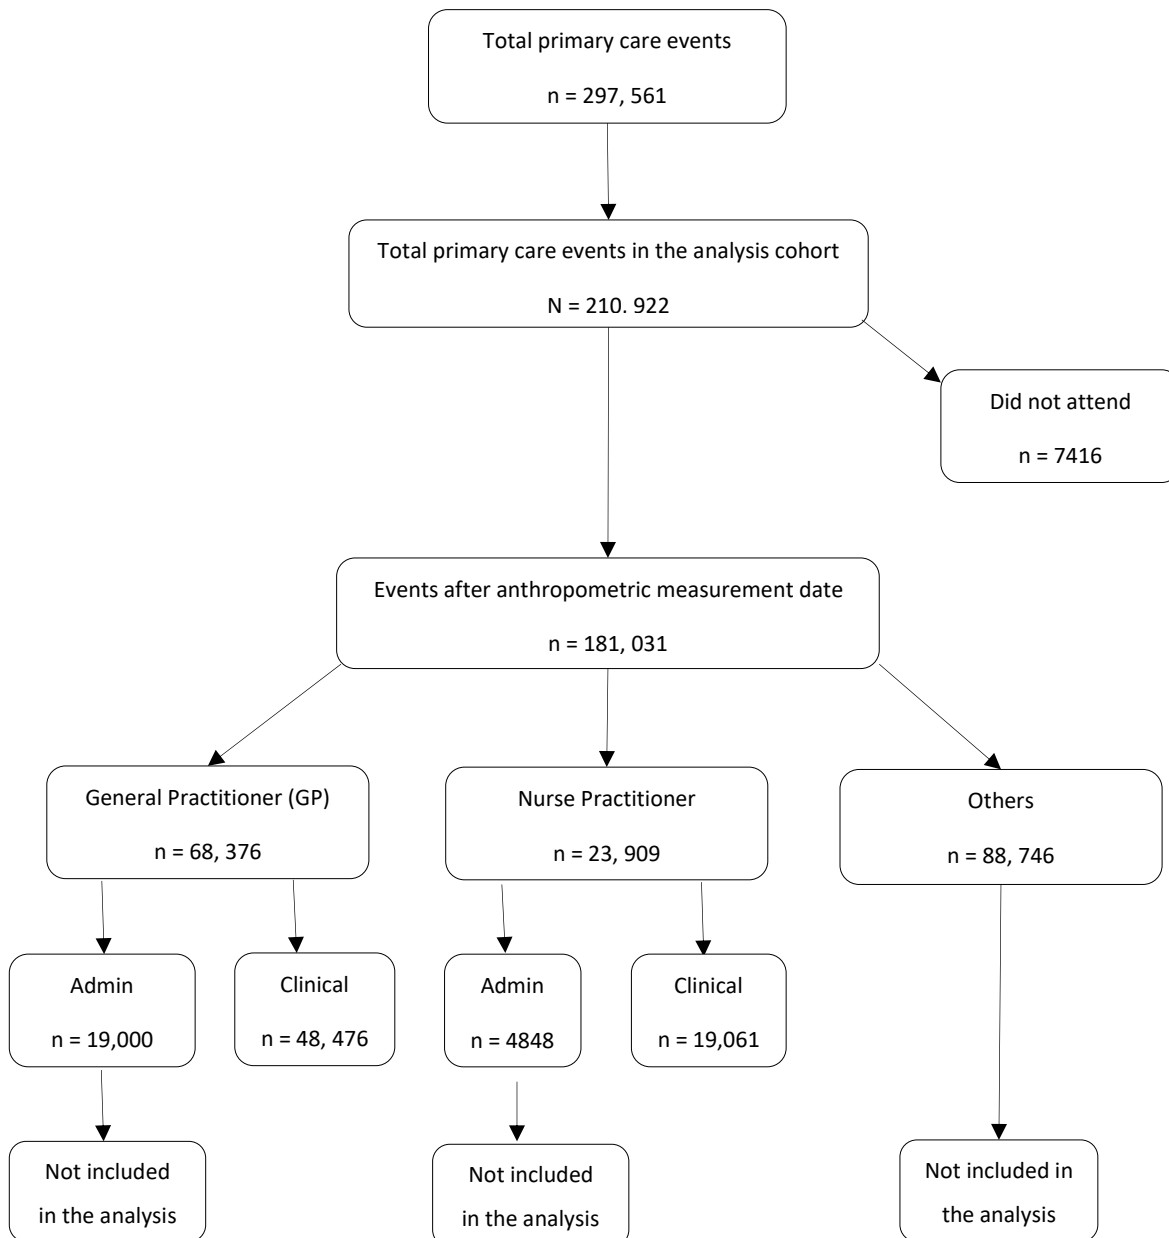 Total primary care events
n = 297, 561
Total primary care events in the analysis cohort
N = 210. 922
Did not attend
n = 7416
Events after anthropometric measurement date
n = 181, 031
General Practitioner (GP)
n = 68, 376
Nurse Practitioner
n = 23, 909
Others
n = 88, 746
Admin
n = 19,000
Clinical
n = 48, 476
Admin
n = 4848
Clinical
n = 19,061
Not included
in the analysis
Not included
in the analysis
Not included in
the analysis